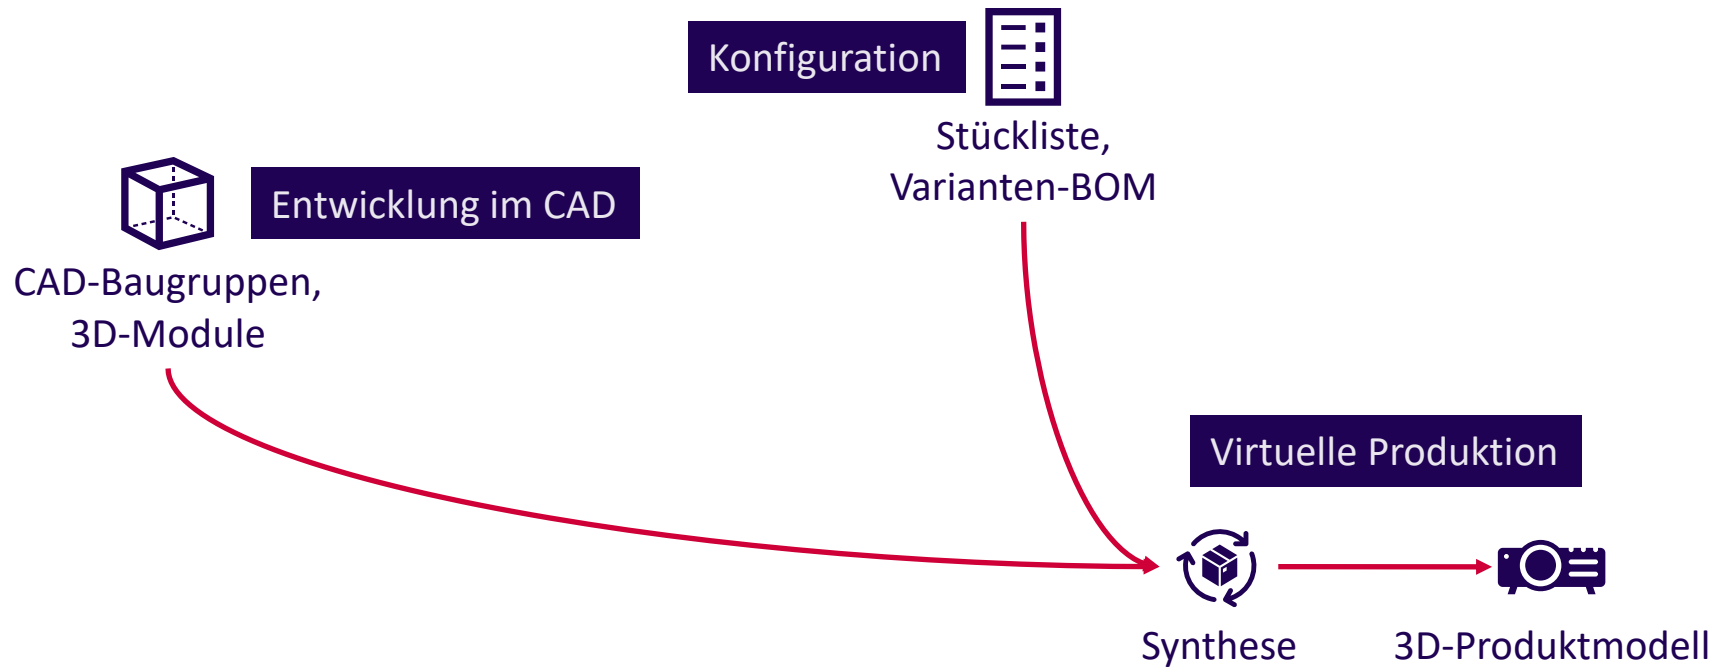 Konfiguration
Stückliste,
Varianten-BOM
Entwicklung im CAD
CAD-Baugruppen,
3D-Module
Virtuelle Produktion
Synthese
3D-Produktmodell